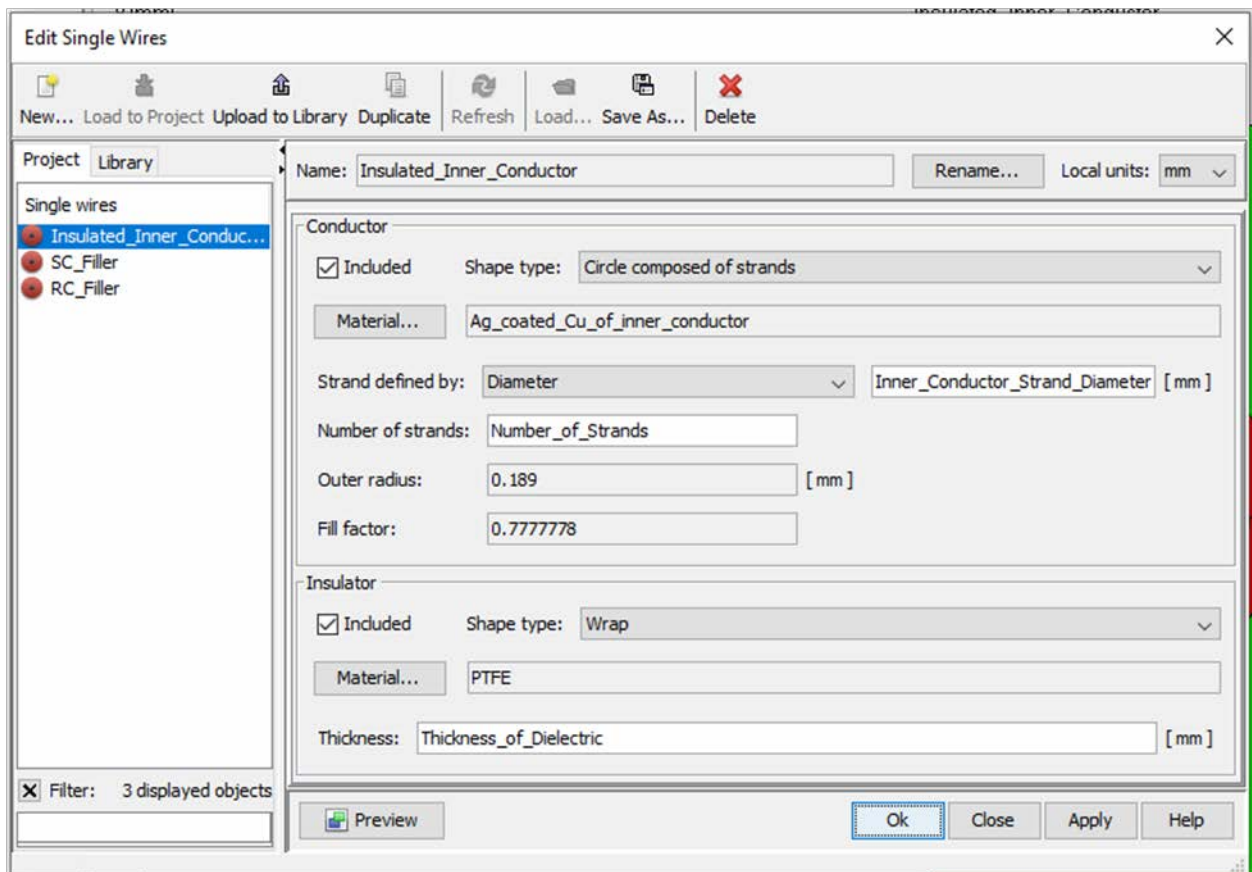 Edit Single Wires
New... Load to Project Upload to Library Duplicate Refresh Load... Save As... Delete
Project Library
Single wires
Insulated_Inner_Conduc...
SC_Filler
RC_Filler
Filter: 3 displayed objects
Name: Insulated_Inner_Conductor Rename... Local units: mm
Conductor
Included Shape type: Circle composed of strands
Material... Ag_coated_Cu_of_inner_conductor
Strand defined by: Diameter Inner_Conductor_Strand_Diameter [mm]
Number of strands: Number_of_Strands
Outer radius: 0.189 [mm]
Fill factor: 0.7777778
Insulator
Included Shape type: Wrap
Material... PTFE
Thickness: Thickness_of_Dielectric [mm]
Preview Ok Close Apply Help